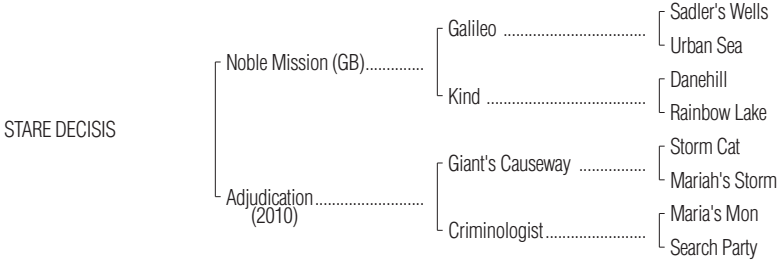 Sadler's Wells
Galileo ..................................
Urban Sea
Noble Mission (GB)..............
Danehill
Kind ......................................
Rainbow Lake
STARE DECISIS
Storm Cat
Giant's Causeway ................
Mariah's Storm
Adjudication..........................
(2010)
Maria's Mon
Criminologist........................
Search Party